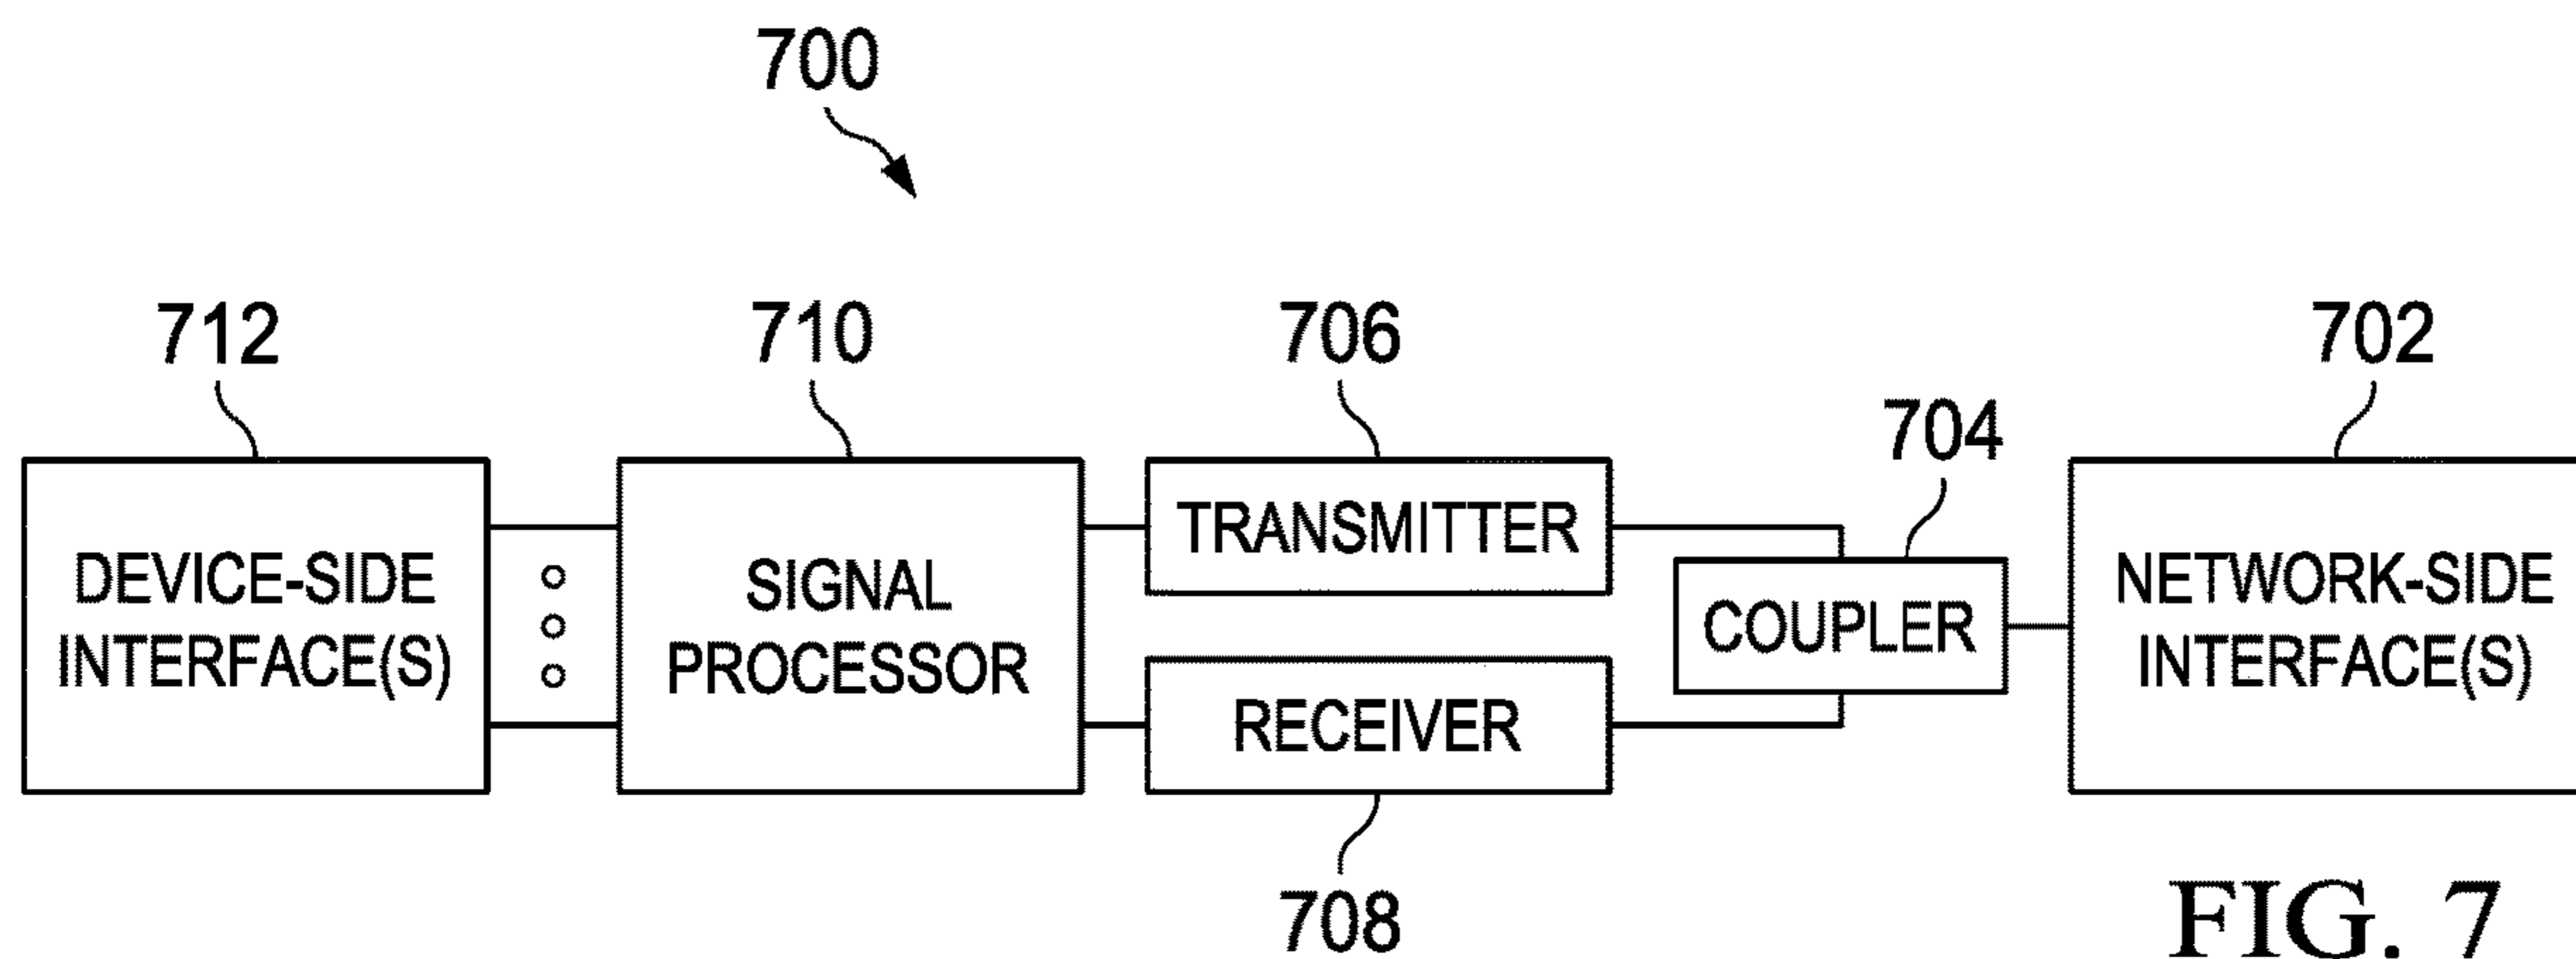 700
712
710
706
704
702
DEVICE-SIDE
INTERFACE(S)
SIGNAL
PROCESSOR
TRANSMITTER
RECEIVER
COUPLER
NETWORK-SIDE
INTERFACE(S)
708
FIG. 7